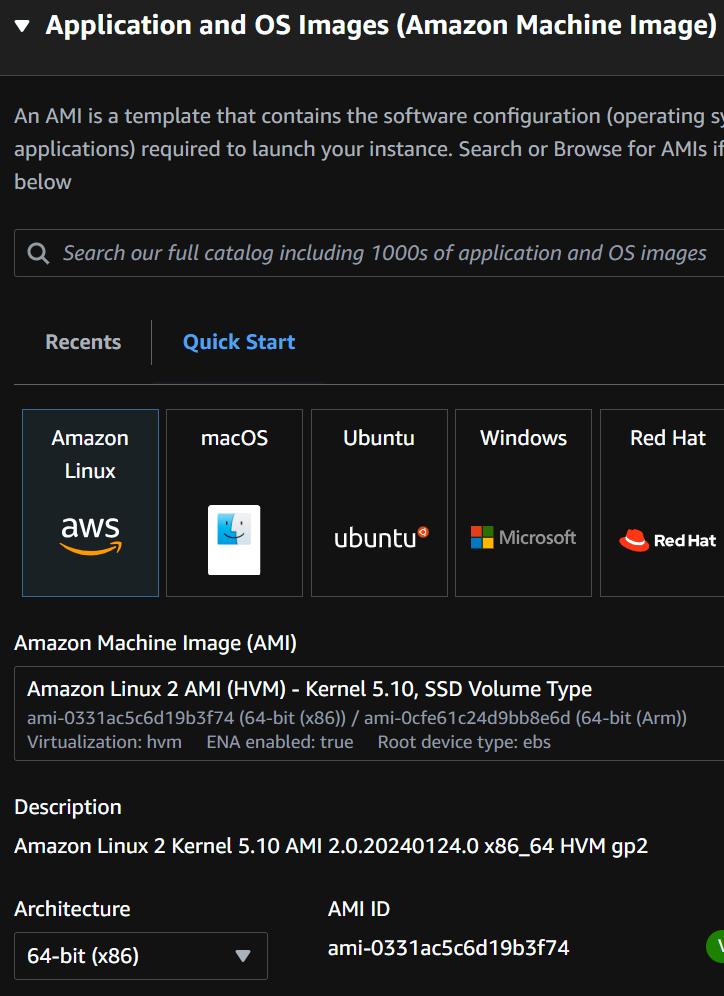 Application and OS Images (Amazon Machine Image)
An AMI is a template that contains the software configuration (operating
applications) required to launch your instance. Search or Browse for AMIs if
below
Search our full catalog including 1000s of application and OS images
Recents
Quick Start
Amazon
Linux
aws
macOS
Ubuntu
ubuntu
Windows
Microsoft
Red Hat
Red Hat
Amazon Machine Image (AMI)
Amazon Linux 2 AMI (HVM) - Kernel 5.10, SSD Volume Type
ami-0331ac5c6d19b3f74 (64-bit (x86)) / ami-0cfe61c24d9bb8e6d (64-bit (Arm))
Virtualization: hvm ENA enabled: true Root device type: ebs
Description
Amazon Linux 2 Kernel 5.10 AMI 2.0.20240124.0 x86_64 HVM gp2
Architecture
64-bit (x86)
AMI ID
ami-0331ac5c6d19b3f74